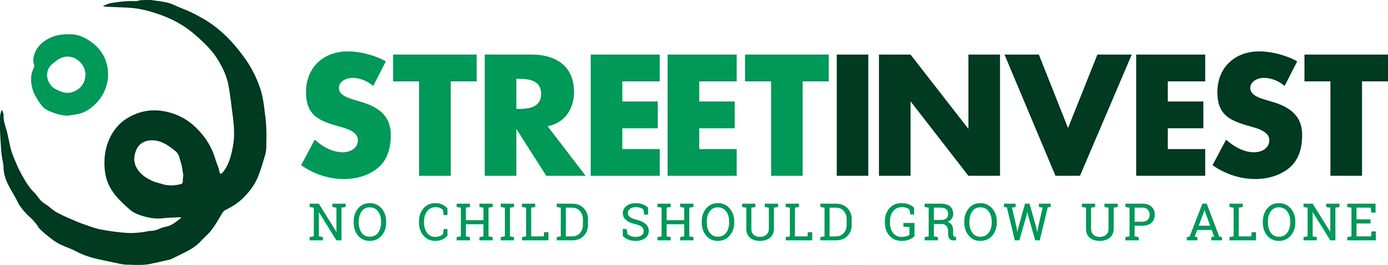 STREETINVEST
NO CHILD SHOULD GROW UP ALONE